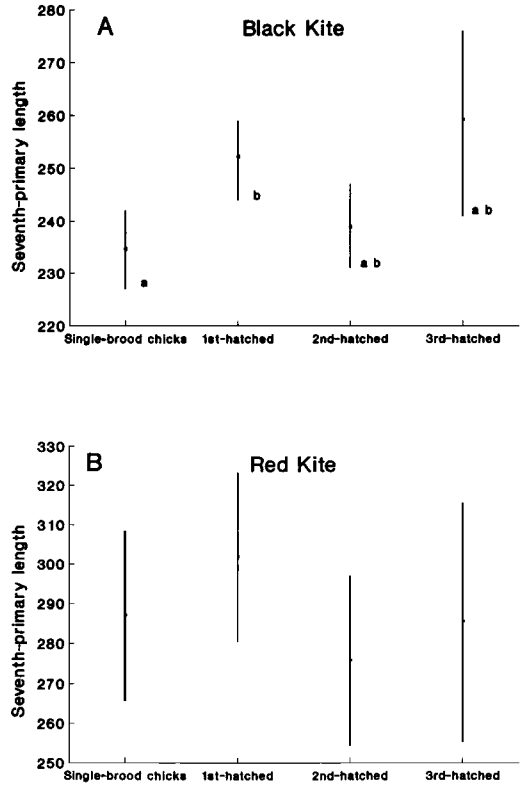 280
A
Black Kite
270
260
250
240
230
220
Seventh-primary length
a
b
a b
a b
Single-brood chicks 1st-hatched 2nd-hatched 3rd-hatched
330
B
Red Kite
320
310
300
290
280
270
260
250
Seventh-primary length
Single-brood chicks 1st-hatched 2nd-hatched 3rd-hatched